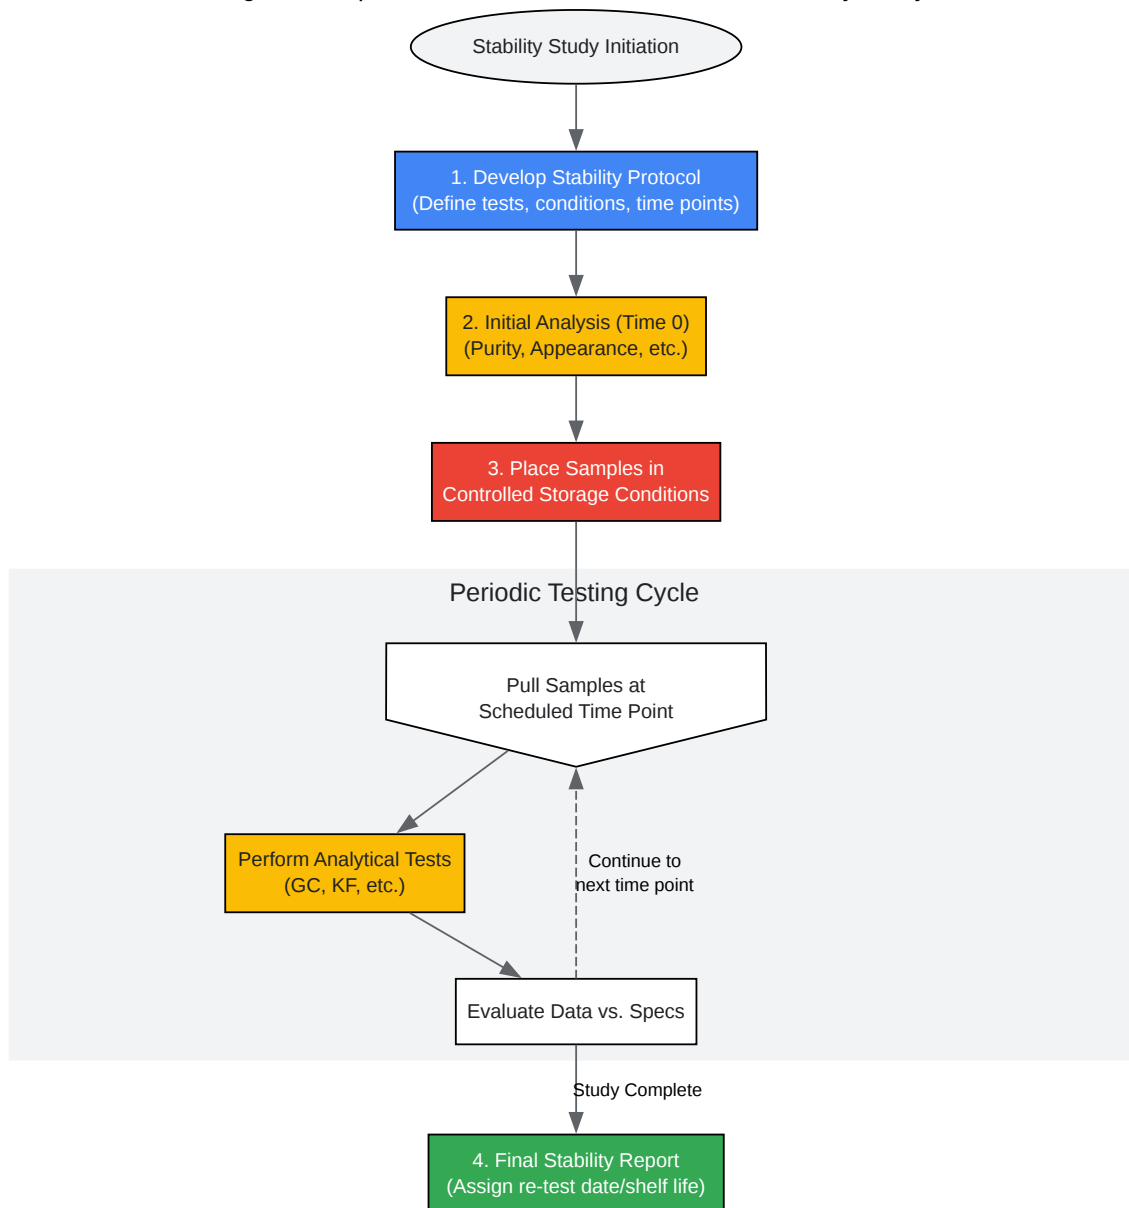 Stability Study Initiation
1. Develop Stability Protocol
(Define tests, conditions, time points)
2. Initial Analysis (Time 0)
(Purity, Appearance, etc.)
3. Place Samples in
Controlled Storage Conditions
Periodic Testing Cycle
Pull Samples at
Scheduled Time Point
Perform Analytical Tests
(GC, KF, etc.)
Continue to
next time point
Evaluate Data vs. Specs
Study Complete
4. Final Stability Report
(Assign re-test date/shelf life)